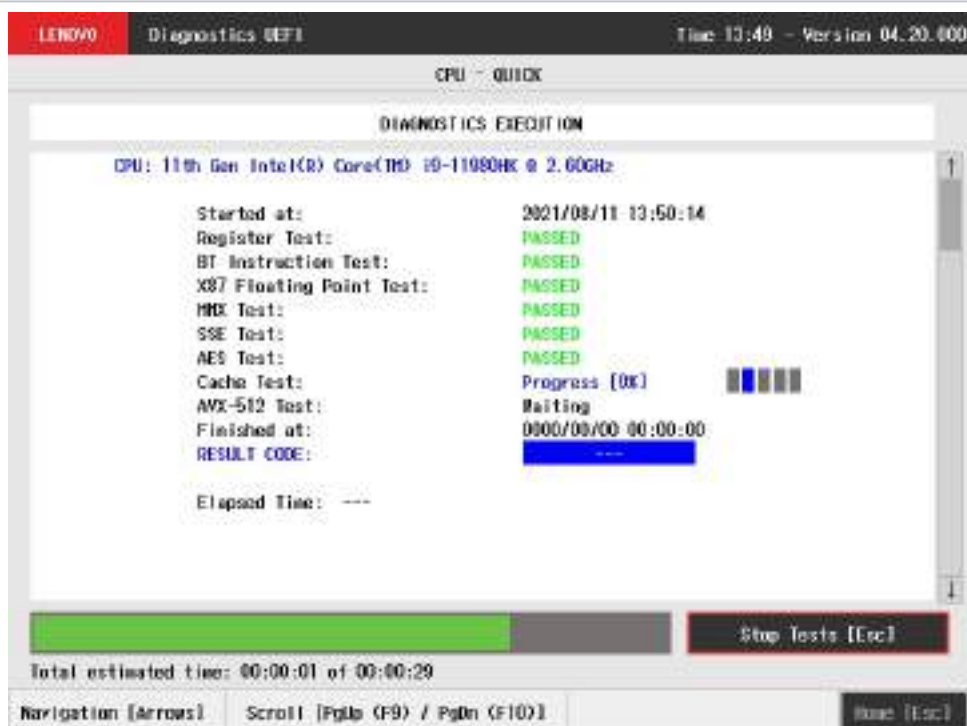 LENOVO Diagnostics UEFI Time 13:49 - Version 04.20.000
CPU - QUICK
DIAGNOSTICS EXECUTION
CPU: 11th Gen Intel(R) Core(TM) i9-11980HK @ 2.60GHz
Started at: 2021/08/11 13:50:14
Register Test: PASSED
BT Instruction Test: PASSED
X87 Floating Point Test: PASSED
MMX Test: PASSED
SSE Test: PASSED
AES Test: PASSED
Cache Test: Progress [0%]
AVX-512 Test: Waiting
Finished at: 0000/00/00 00:00:00
RESULT CODE: ---
Elapsed Time: ---
Stop Tests [Esc]
Total estimated time: 00:00:01 of 00:00:29
Navigation [Arrows] Scroll [PgUp (F9) / PgDn (F10)] Home [Esc]